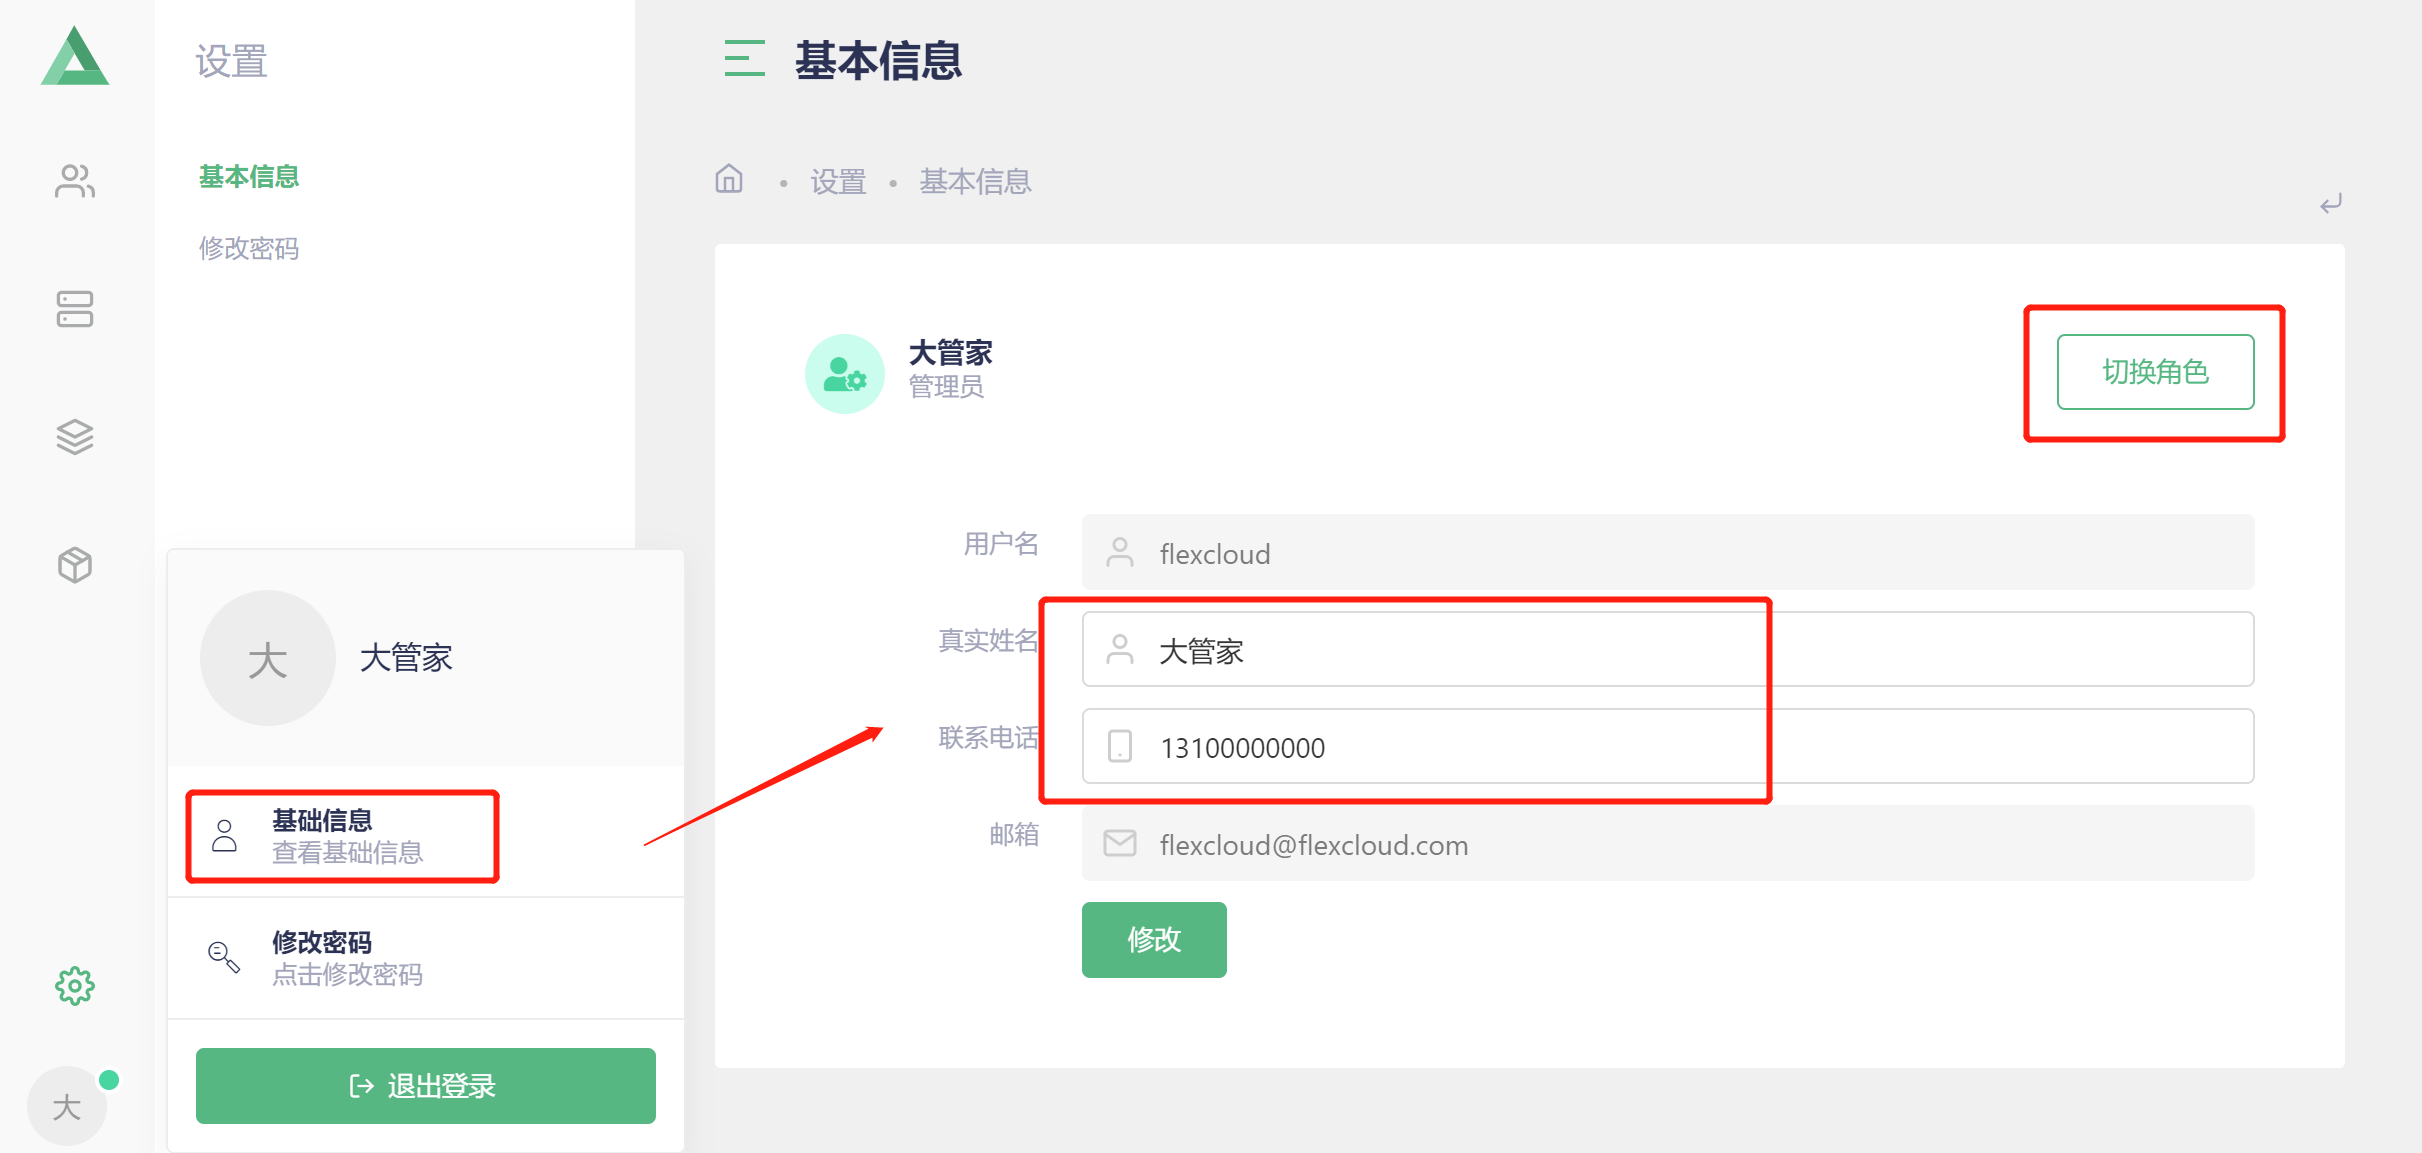 设置
基本信息
修改密码
大
大管家
基础信息
查看基础信息
修改密码
点击修改密码
退出登录
大
基本信息
设置 • 基本信息
大管家
管理员
切换角色
用户名
flexcloud
真实姓名
大管家
联系电话
13100000000
邮箱
flexcloud@flexcloud.com
修改